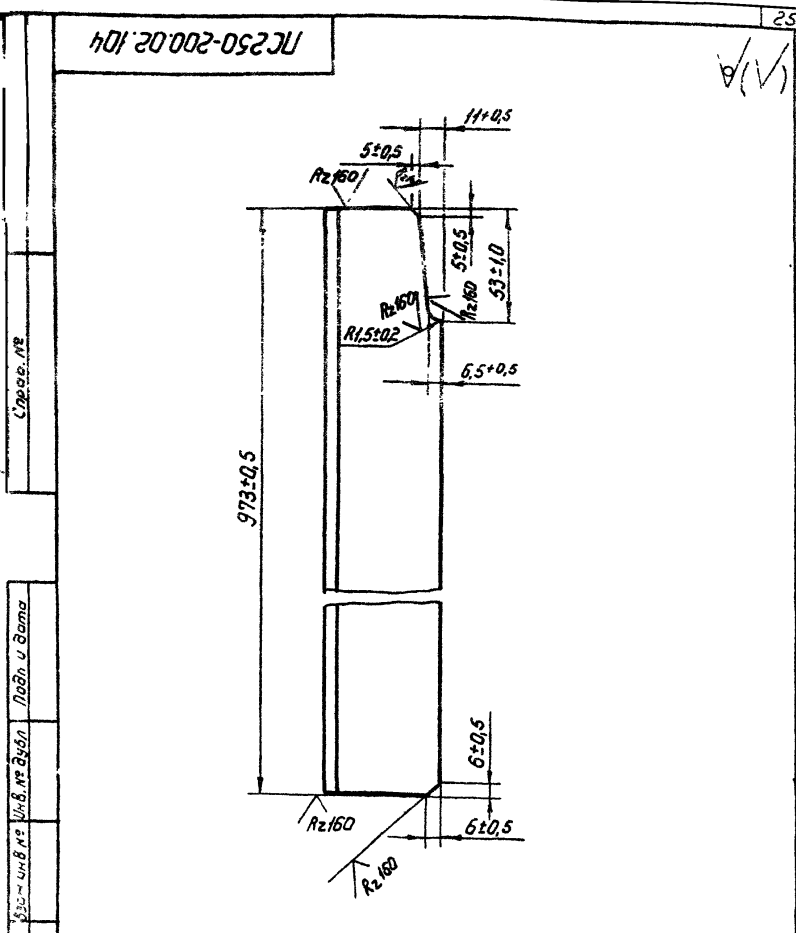 25
ПС250-200.02.104
(√)
11+0,5
5±0,5
Rz160
5±0,5
53±1,0
Rz160
Rz160
R1,5±0,2
6,5+0,5
973±0,5
6±0,5
6±0,5
Rz160
Rz160
Справ. №
Подп и дата
Инв. № дубл
инв №